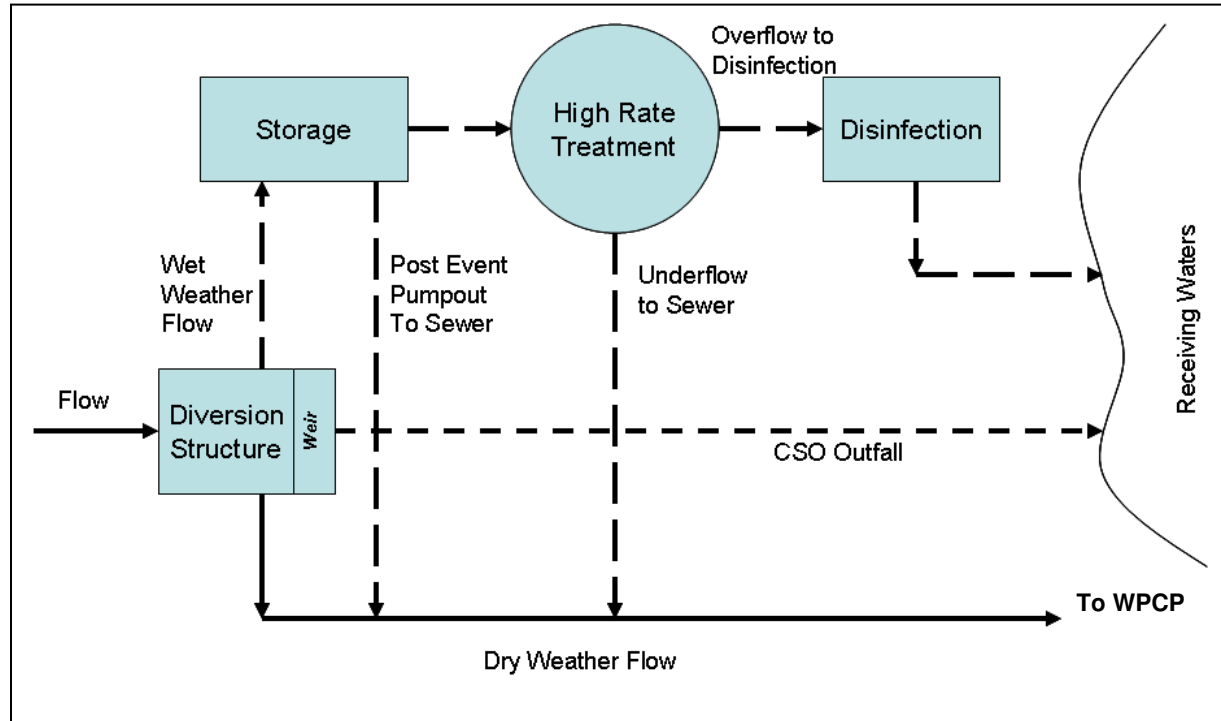 Overflow to
Disinfection
Storage
High Rate
Treatment
Disinfection
Wet
Weather
Flow
Post Event
Pumpout
To Sewer
Underflow
to Sewer
Receiving Waters
Flow
Diversion
Structure
Weir
CSO Outfall
To WPCP
Dry Weather Flow